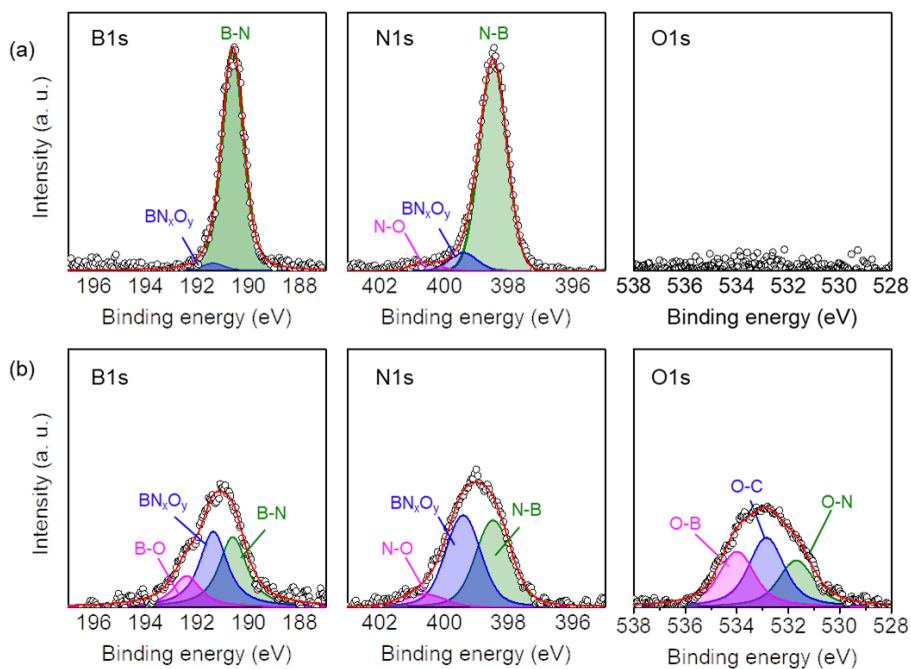 (a)
Intensity (a. u.)
B1s
B-N
BNxOy
196 194 192 190 188
Binding energy (eV)
N1s
N-B
BNxOy
N-O
402 400 398 396
Binding energy (eV)
O1s
538 536 534 532 530 528
Binding energy (eV)
(b)
Intensity (a. u.)
B1s
BNxOy
B-N
B-O
196 194 192 190 188
Binding energy (eV)
N1s
BNxOy
N-B
N-O
402 400 398 396
Binding energy (eV)
O1s
O-C
O-B
O-N
538 536 534 532 530 528
Binding energy (eV)